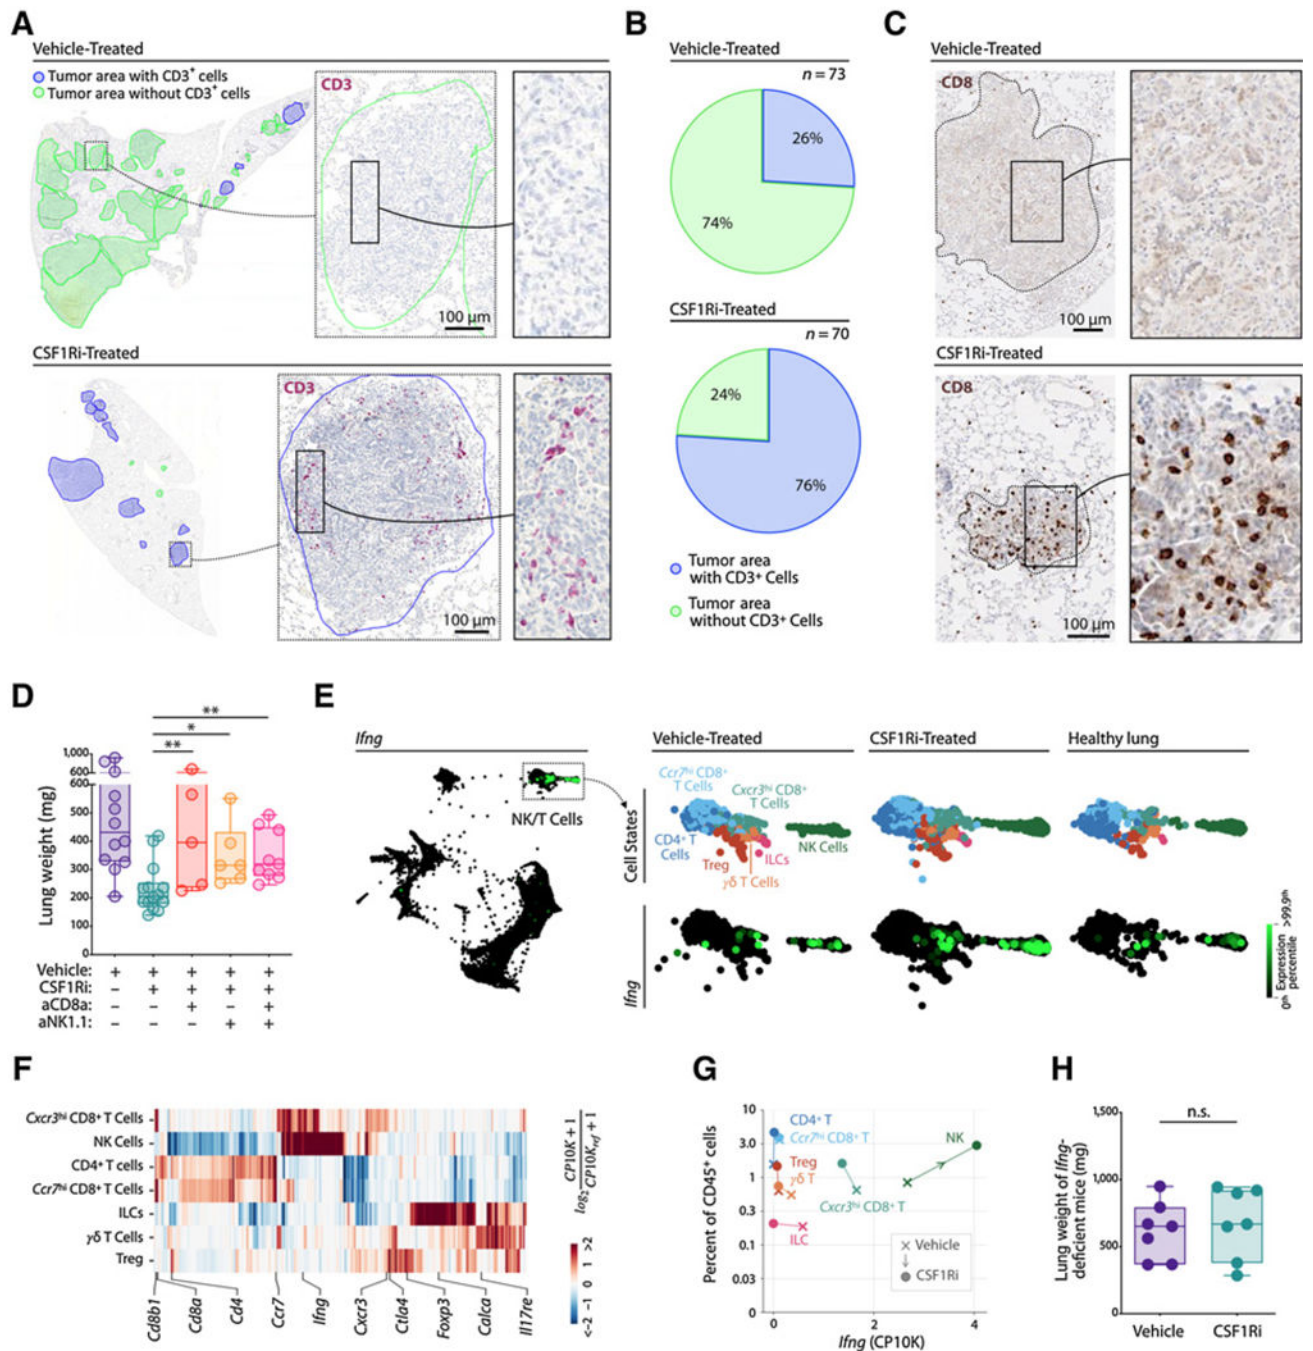 A
Vehicle-Treated
Tumor area with CD3+ cells
Tumor area without CD3+ cells
CD3
100 µm
CSF1Ri-Treated
CD3
100 µm
B
Vehicle-Treated
n = 73
26%
74%
CSF1Ri-Treated
n = 70
24%
76%
Tumor area
with CD3+ Cells
Tumor area
without CD3+ Cells
C
Vehicle-Treated
CD8
100 µm
CSF1Ri-Treated
CD8
100 µm
D
**
*
**
1,000
600
600
500
400
300
200
100
0
Lung weight (mg)
Vehicle: + + + + +
CSF1Ri: – + + + +
aCD8a: – – + – +
aNK1.1: – – – + +
E
Ifng
NK/T Cells
Vehicle-Treated
CSF1Ri-Treated
Healthy lung
Cell States
Ccr7hi CD8+
T Cells
Cxcr3hi CD8+
T Cells
CD4+ T
Cells
Treg
γδ T Cells
ILCs
NK Cells
Ifng
0th Expression >99.9th
percentile
F
Cxcr3hi CD8+ T Cells
NK Cells
CD4+ T cells
Ccr7hi CD8+ T Cells
ILCs
γδ T Cells
Treg
Cd8b1
Cd8a
Cd4
Ccr7
Ifng
Cxcr3
Ctla4
Foxp3
Calca
Il17re
log2 CP10K + 1 / CP10Kref + 1
<-2 -1 0 1 >2
G
Percent of CD45+ cells
10
3.0
1
0.3
0.1
0.03
0
CD4+ T
Ccr7hi CD8+ T
Treg
γδ T
Cxcr3hi CD8+ T
NK
ILC
Vehicle
CSF1Ri
0 2 4
Ifng (CP10K)
H
n.s.
Lung weight of Ifng-
deficient mice (mg)
1,500
1,000
500
0
Vehicle
CSF1Ri